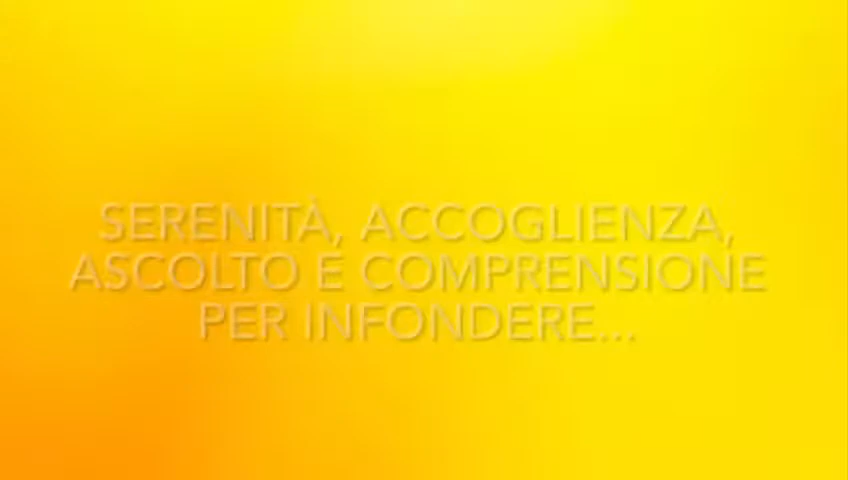 SERENITÀ, ACCOGLIENZA,
ASCOLTO E COMPRENSIONE
PER INFONDERE...